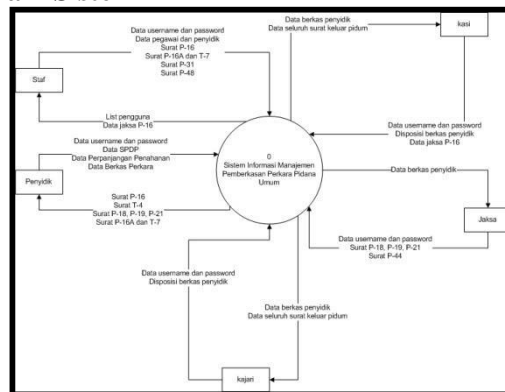 Data username dan password
Data pegawai dan penyidik
Surat P-16
Surat P-16A dan T-7
Surat P-31
Surat P-48
Data berkas penyidik
Data seluruh surat keluar pidum
kasi
Staf
List pengguna
Data jaksa P-16
Data username dan password
Disposisi berkas penyidik
Data jaksa P-16
Data username dan password
Data SPDP
Data Perpanjangan Penahanan
Data Berkas Perkara
0
Sistem Informasi Manajemen
Pemberkasan Perkara Pidana
Umum
Data berkas penyidik
Penyidik
Surat P-16
Surat T-4
Surat P-18, P-19, P-21
Surat P-16A dan T-7
Jaksa
Data username dan password
Surat P-18, P-19, P-21
Surat P-44
Data username dan password
Disposisi berkas penyidik
Data berkas penyidik
Data seluruh surat keluar pidum
kajari